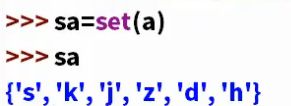 >>> sa=set(a)
>>> sa
{'s', 'k', 'j', 'z', 'd', 'h'}